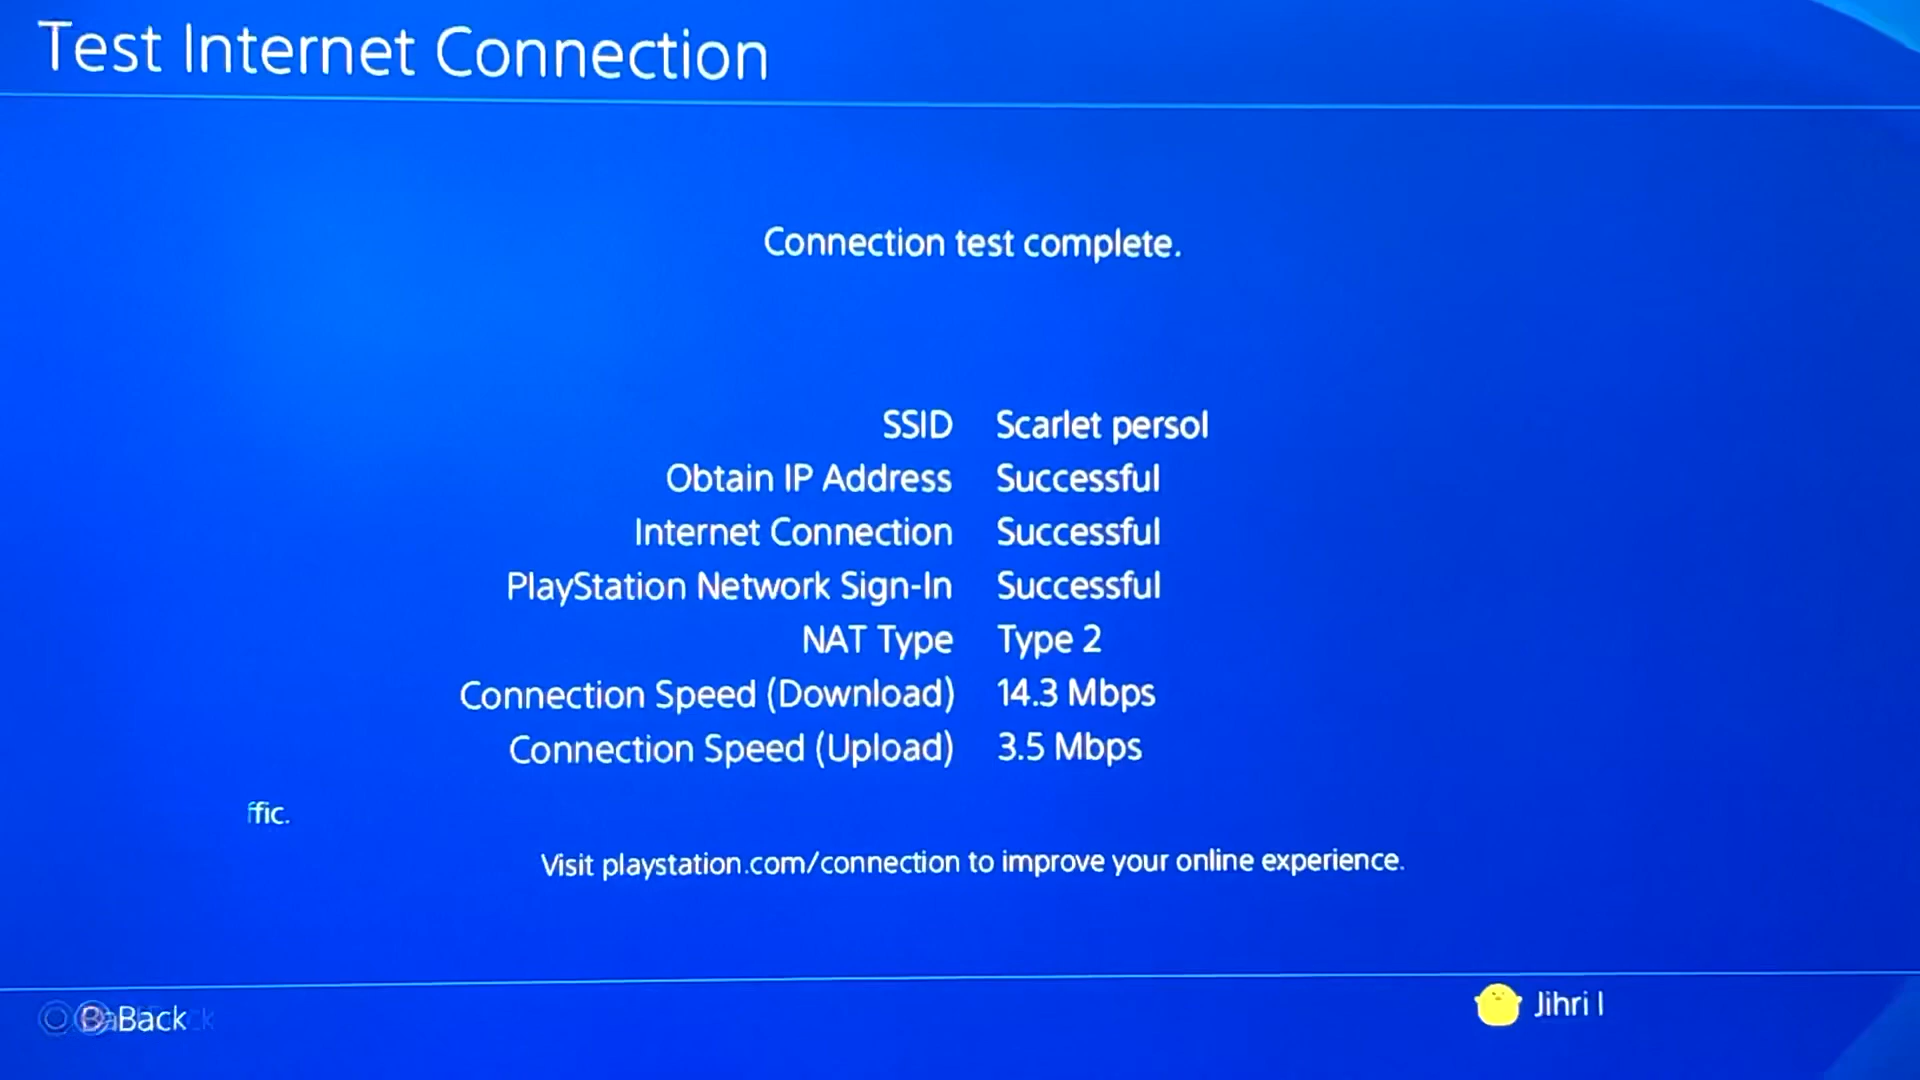 Test Internet Connection
Connection test complete.
SSID Scarlet persol
Obtain IP Address Successful
Internet Connection Successful
PlayStation Network Sign-In Successful
NAT Type Type 2
Connection Speed (Download) 14.3 Mbps
Connection Speed (Upload) 3.5 Mbps
ffic.
Visit playstation.com/connection to improve your online experience.
Back
Jihri l